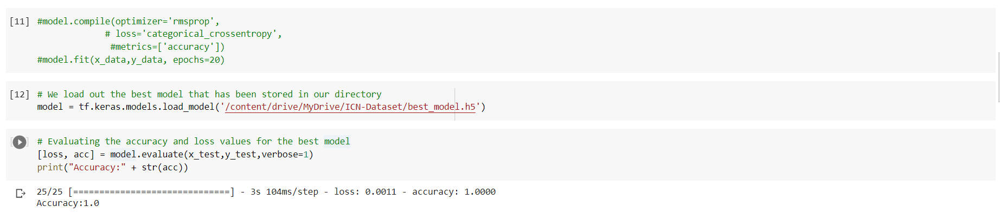 [11] #model.compile(optimizer='rmsprop',
# loss='categorical_crossentropy',
#metrics=['accuracy'])
#model.fit(x_data,y_data, epochs=20)
[12] # We load out the best model that has been stored in our directory
model = tf.keras.models.load_model('/content/drive/MyDrive/ICN-Dataset/best_model.h5')
# Evaluating the accuracy and loss values for the best model
[loss, acc] = model.evaluate(x_test,y_test,verbose=1)
print("Accuracy:" + str(acc))
25/25 [==============================] - 3s 104ms/step - loss: 0.0011 - accuracy: 1.0000
Accuracy:1.0